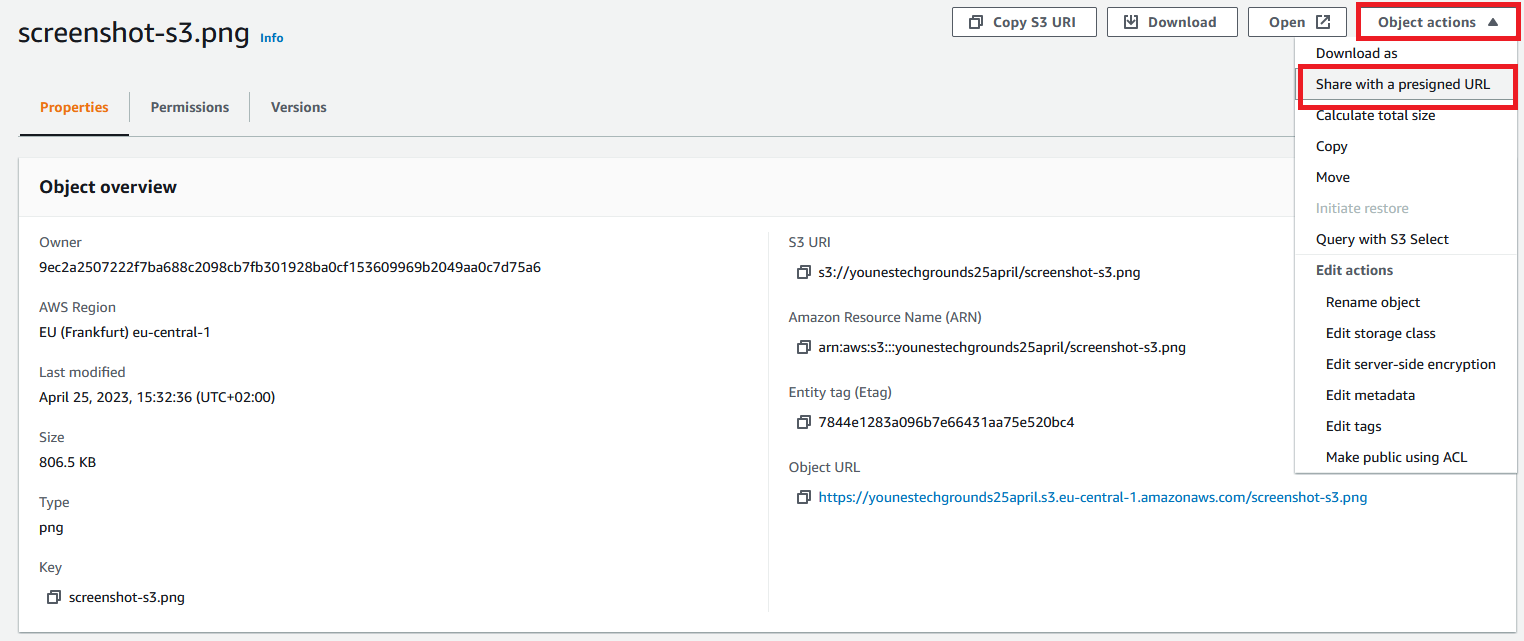 screenshot-s3.png Info
Copy S3 URI
Download
Open
Object actions
Download as
Share with a presigned URL
Calculate total size
Copy
Move
Initiate restore
Query with S3 Select
Edit actions
Rename object
Edit storage class
Edit server-side encryption
Edit metadata
Edit tags
Make public using ACL
Properties
Permissions
Versions
Object overview
Owner
9ec2a2507222f7ba688c2098cb7fb301928ba0cf153609969b2049aa0c7d75a6
AWS Region
EU (Frankfurt) eu-central-1
Last modified
April 25, 2023, 15:32:36 (UTC+02:00)
Size
806.5 KB
Type
png
Key
screenshot-s3.png
S3 URI
s3://younestechgrounds25april/screenshot-s3.png
Amazon Resource Name (ARN)
arn:aws:s3:::younestechgrounds25april/screenshot-s3.png
Entity tag (Etag)
7844e1283a096b7e66431aa75e520bc4
Object URL
https://younestechgrounds25april.s3.eu-central-1.amazonaws.com/screenshot-s3.png